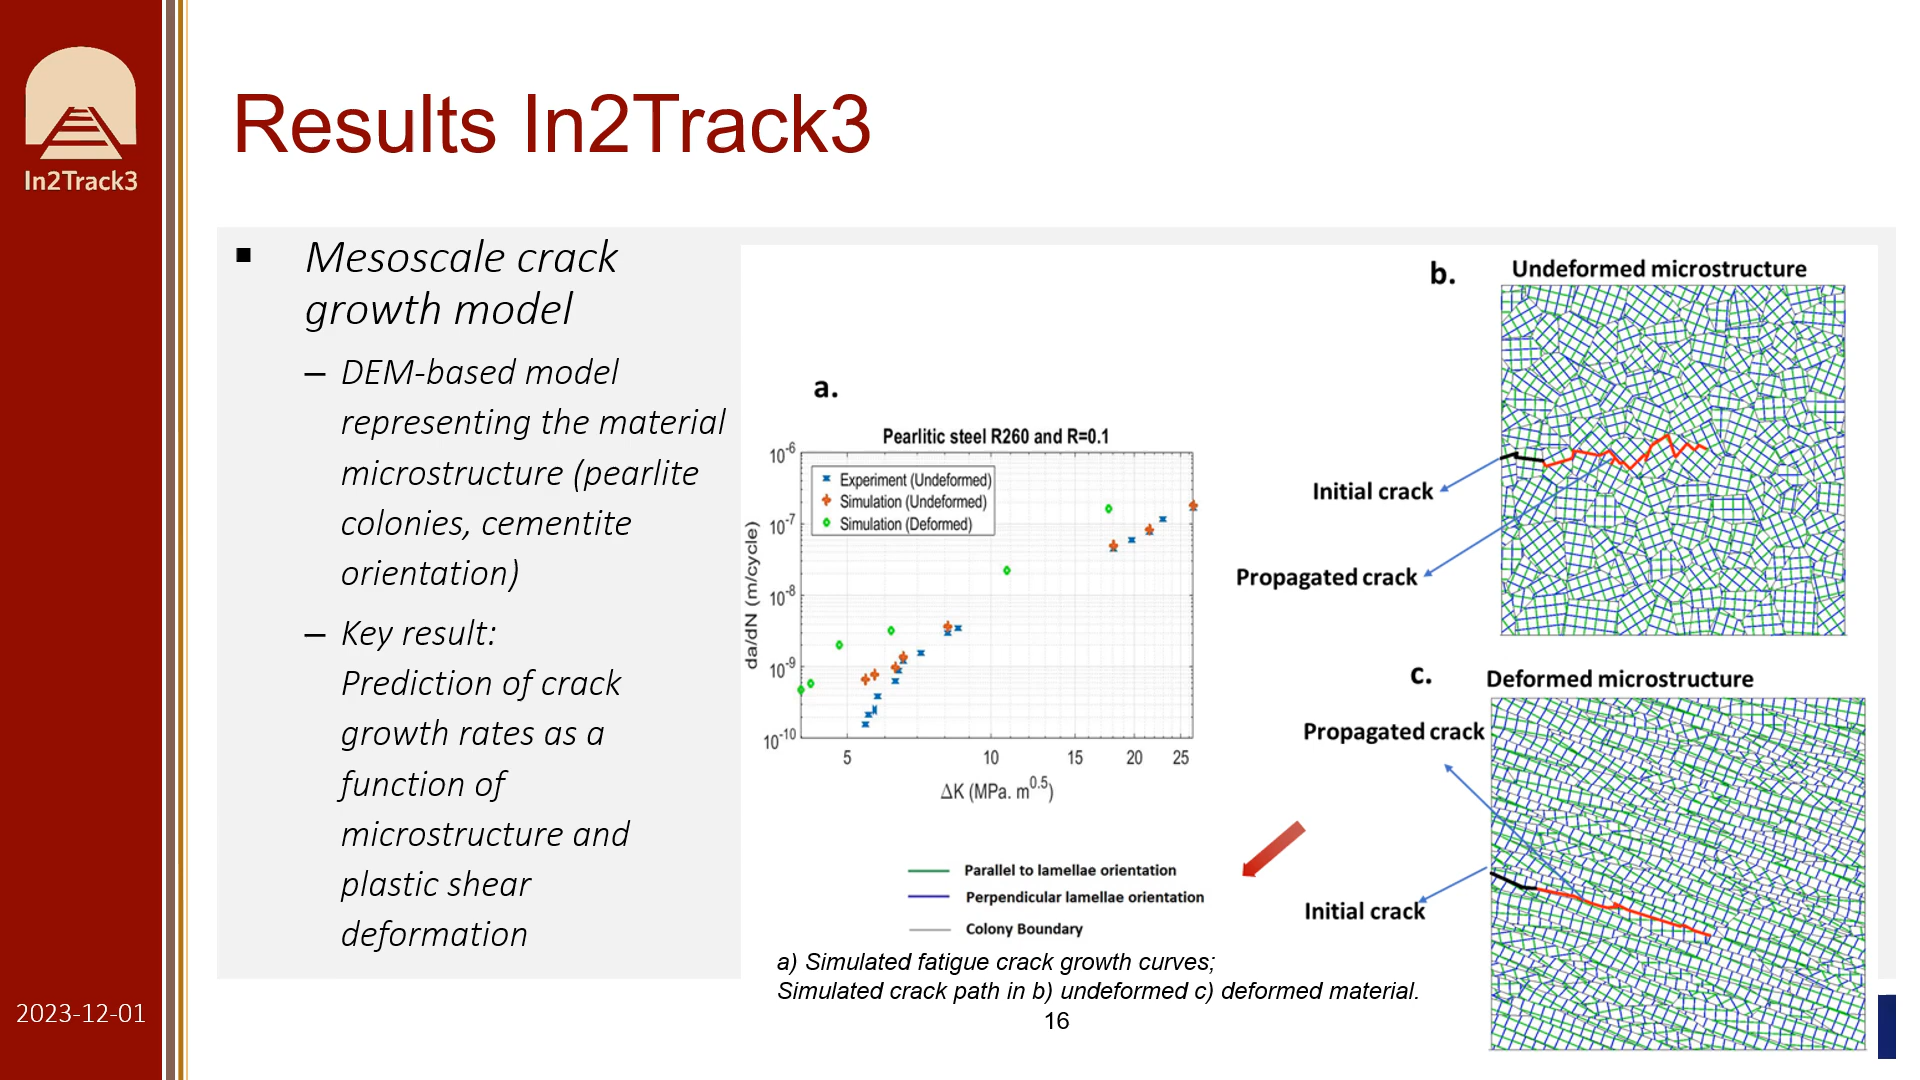 In2Track3
Results In2Track3
▪ Mesoscale crack
growth model
– DEM-based model
representing the material
microstructure (pearlite
colonies, cementite
orientation)
– Key result:
Prediction of crack
growth rates as a
function of
microstructure and
plastic shear
deformation
a.
Pearlitic steel R260 and R=0.1
Experiment (Undeformed)
Simulation (Undeformed)
Simulation (Deformed)
10^-6
10^-7
10^-8
10^-9
10^-10
da/dN (m/cycle)
5 10 15 20 25
ΔK (MPa. m^0.5)
Parallel to lamellae orientation
Perpendicular lamellae orientation
Colony Boundary
b.
Undeformed microstructure
Initial crack
Propagated crack
c.
Deformed microstructure
Propagated crack
Initial crack
a) Simulated fatigue crack growth curves;
Simulated crack path in b) undeformed c) deformed material.
2023-12-01
16